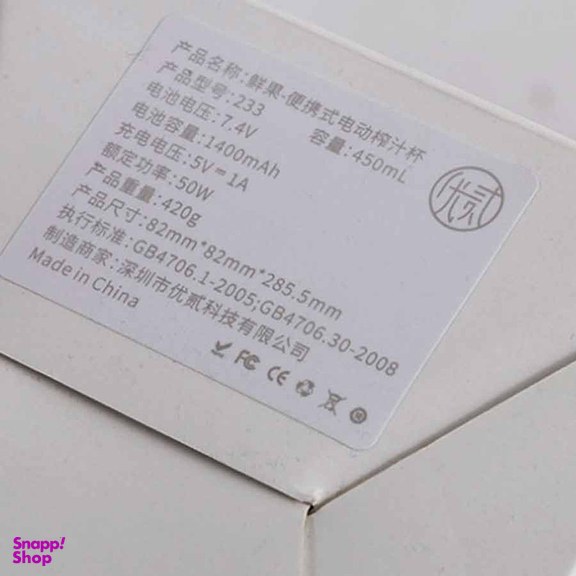 产品名称:鲜果-便携式电动榨汁杯
产品型号:233 容量:450mL
电池电压:7.4V
电池容量:1400mAh
充电电压:5V⎓1A
额定功率:50W
产品重量:420g
产品尺寸:82mm*82mm*285.5mm
执行标准:GB4706.1-2005;GB4706.30-2008
制造商家:深圳市优贰科技有限公司
Made in China
优贰
FC CE
Snapp!
Shop